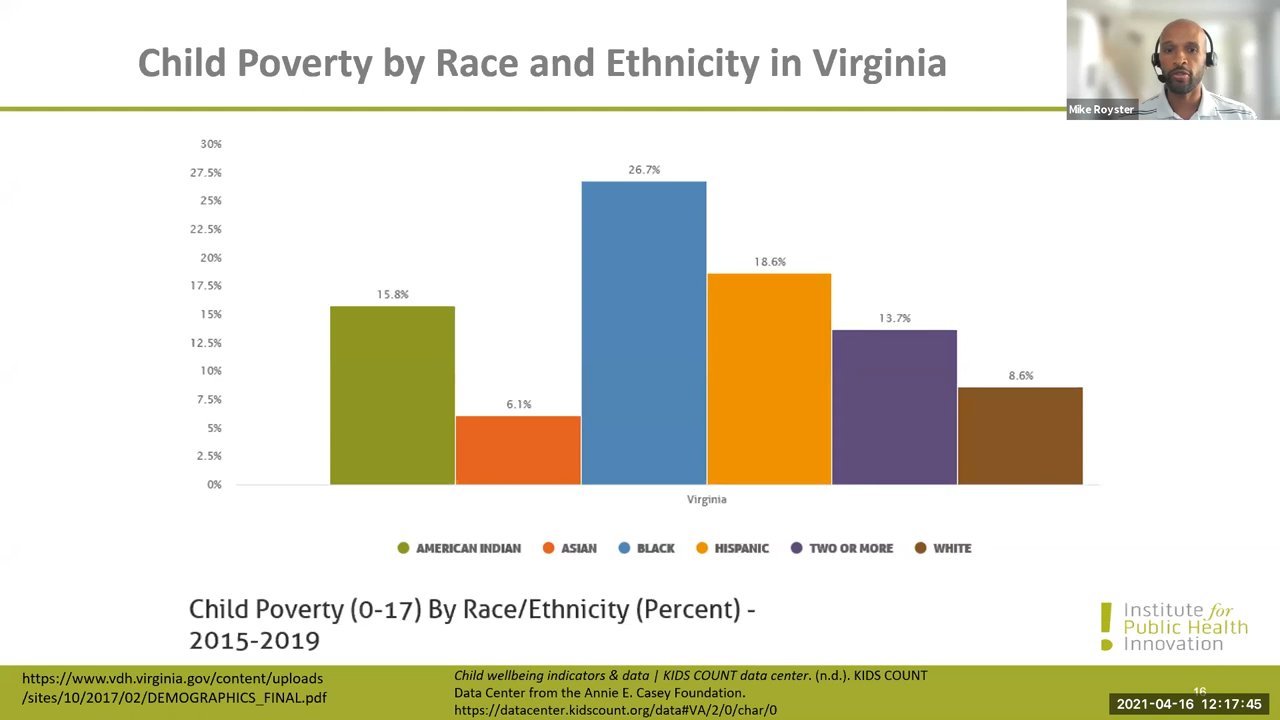 Child Poverty by Race and Ethnicity in Virginia
Mike Royster
30%
27.5%
25%
22.5%
20%
17.5%
15%
12.5%
10%
7.5%
5%
2.5%
0%
15.8%
6.1%
26.7%
18.6%
13.7%
8.6%
Virginia
AMERICAN INDIAN
ASIAN
BLACK
HISPANIC
TWO OR MORE
WHITE
Child Poverty (0-17) By Race/Ethnicity (Percent) -
2015-2019
Institute for
Public Health
Innovation
https://www.vdh.virginia.gov/content/uploads
/sites/10/2017/02/DEMOGRAPHICS_FINAL.pdf
Child wellbeing indicators & data | KIDS COUNT data center. (n.d.). KIDS COUNT
Data Center from the Annie E. Casey Foundation.
https://datacenter.kidscount.org/data#VA/2/0/char/0
16
2021-04-16 12:17:45